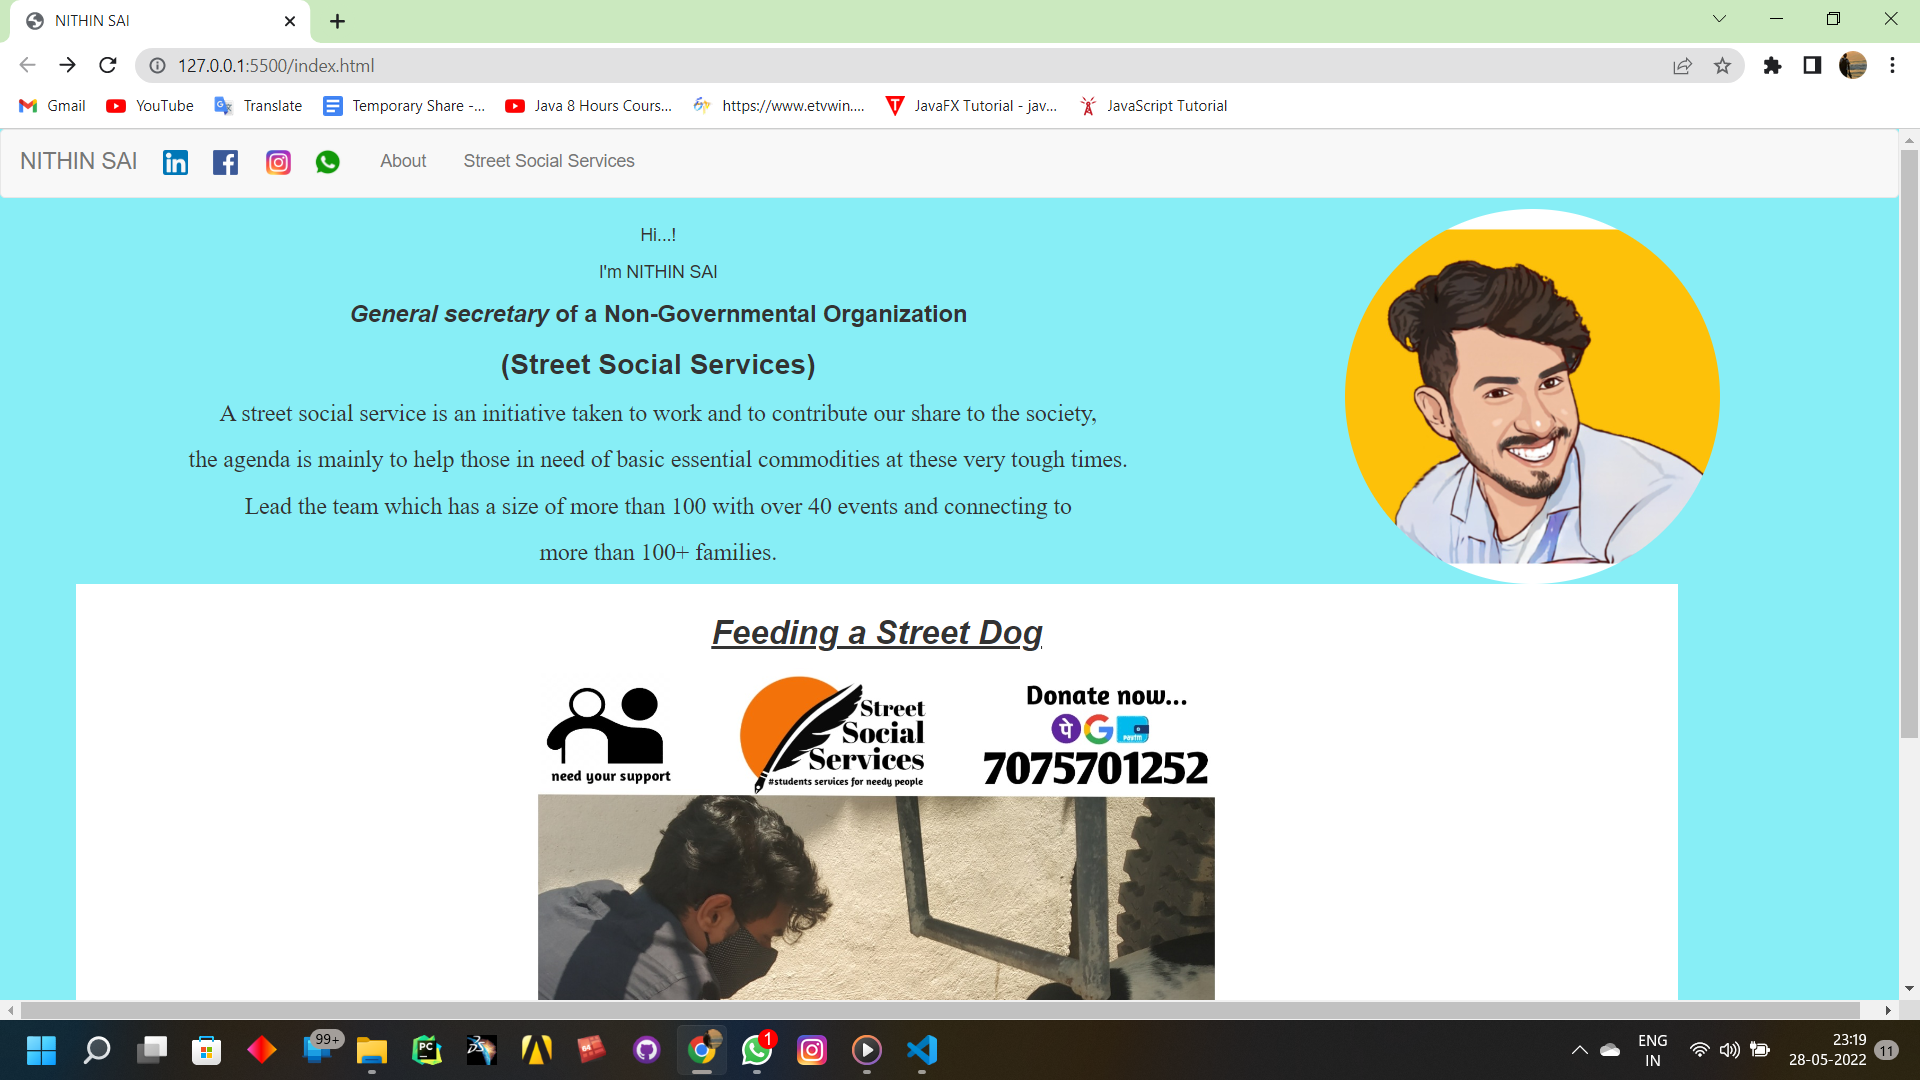 NITHIN SAI
127.0.0.1:5500/index.html
Gmail
YouTube
Translate
Temporary Share -...
Java 8 Hours Cours...
https://www.etvwin....
JavaFX Tutorial - jav...
JavaScript Tutorial
NITHIN SAI
in
About
Street Social Services
Hi...!
I'm NITHIN SAI
General secretary of a Non-Governmental Organization
(Street Social Services)
A street social service is an initiative taken to work and to contribute our share to the society,
the agenda is mainly to help those in need of basic essential commodities at these very tough times.
Lead the team which has a size of more than 100 with over 40 events and connecting to
more than 100+ families.
Feeding a Street Dog
need your support
Street
Social
Services
#students services for needy people
Donate now...
पे G paytm
7075701252
99+
PC
64
1
ENG
IN
23:19
28-05-2022
11